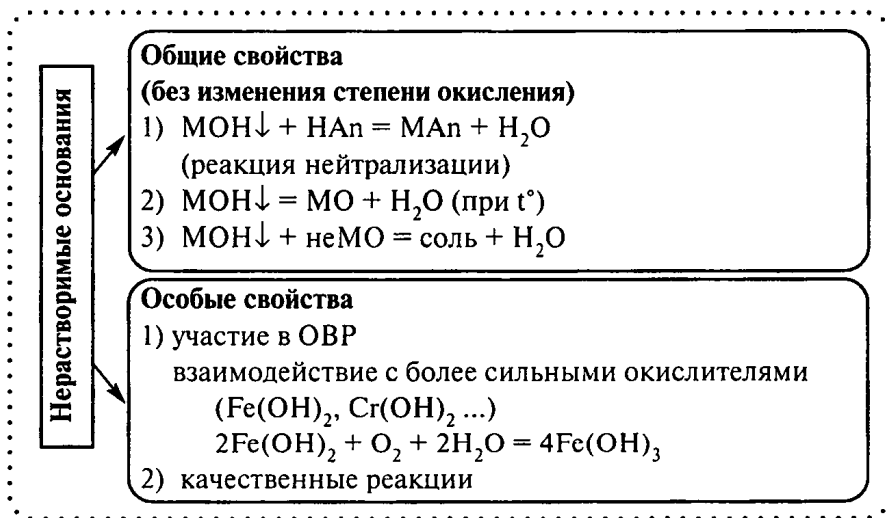 Нерастворимые основания
Общие свойства
(без изменения степени окисления)
1) MOH↓ + HAn = MAn + H₂O
(реакция нейтрализации)
2) MOH↓ = MO + H₂O (при t°)
3) MOH↓ + неMO = соль + H₂O
Особые свойства
1) участие в ОВР
взаимодействие с более сильными окислителями
(Fe(OH)₂, Cr(OH)₂ ...)
2Fe(OH)₂ + O₂ + 2H₂O = 4Fe(OH)₃
2) качественные реакции